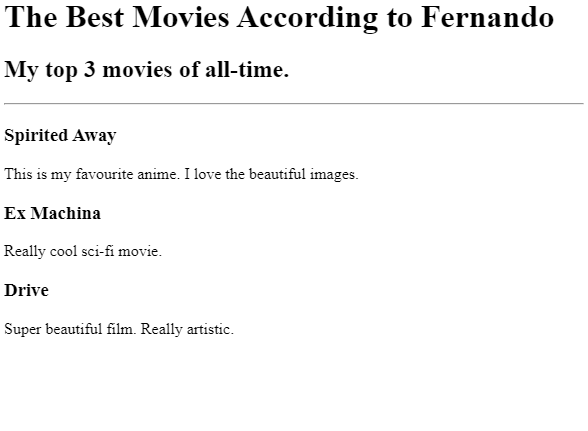 The Best Movies According to Fernando
My top 3 movies of all-time.
Spirited Away
This is my favourite anime. I love the beautiful images.
Ex Machina
Really cool sci-fi movie.
Drive
Super beautiful film. Really artistic.